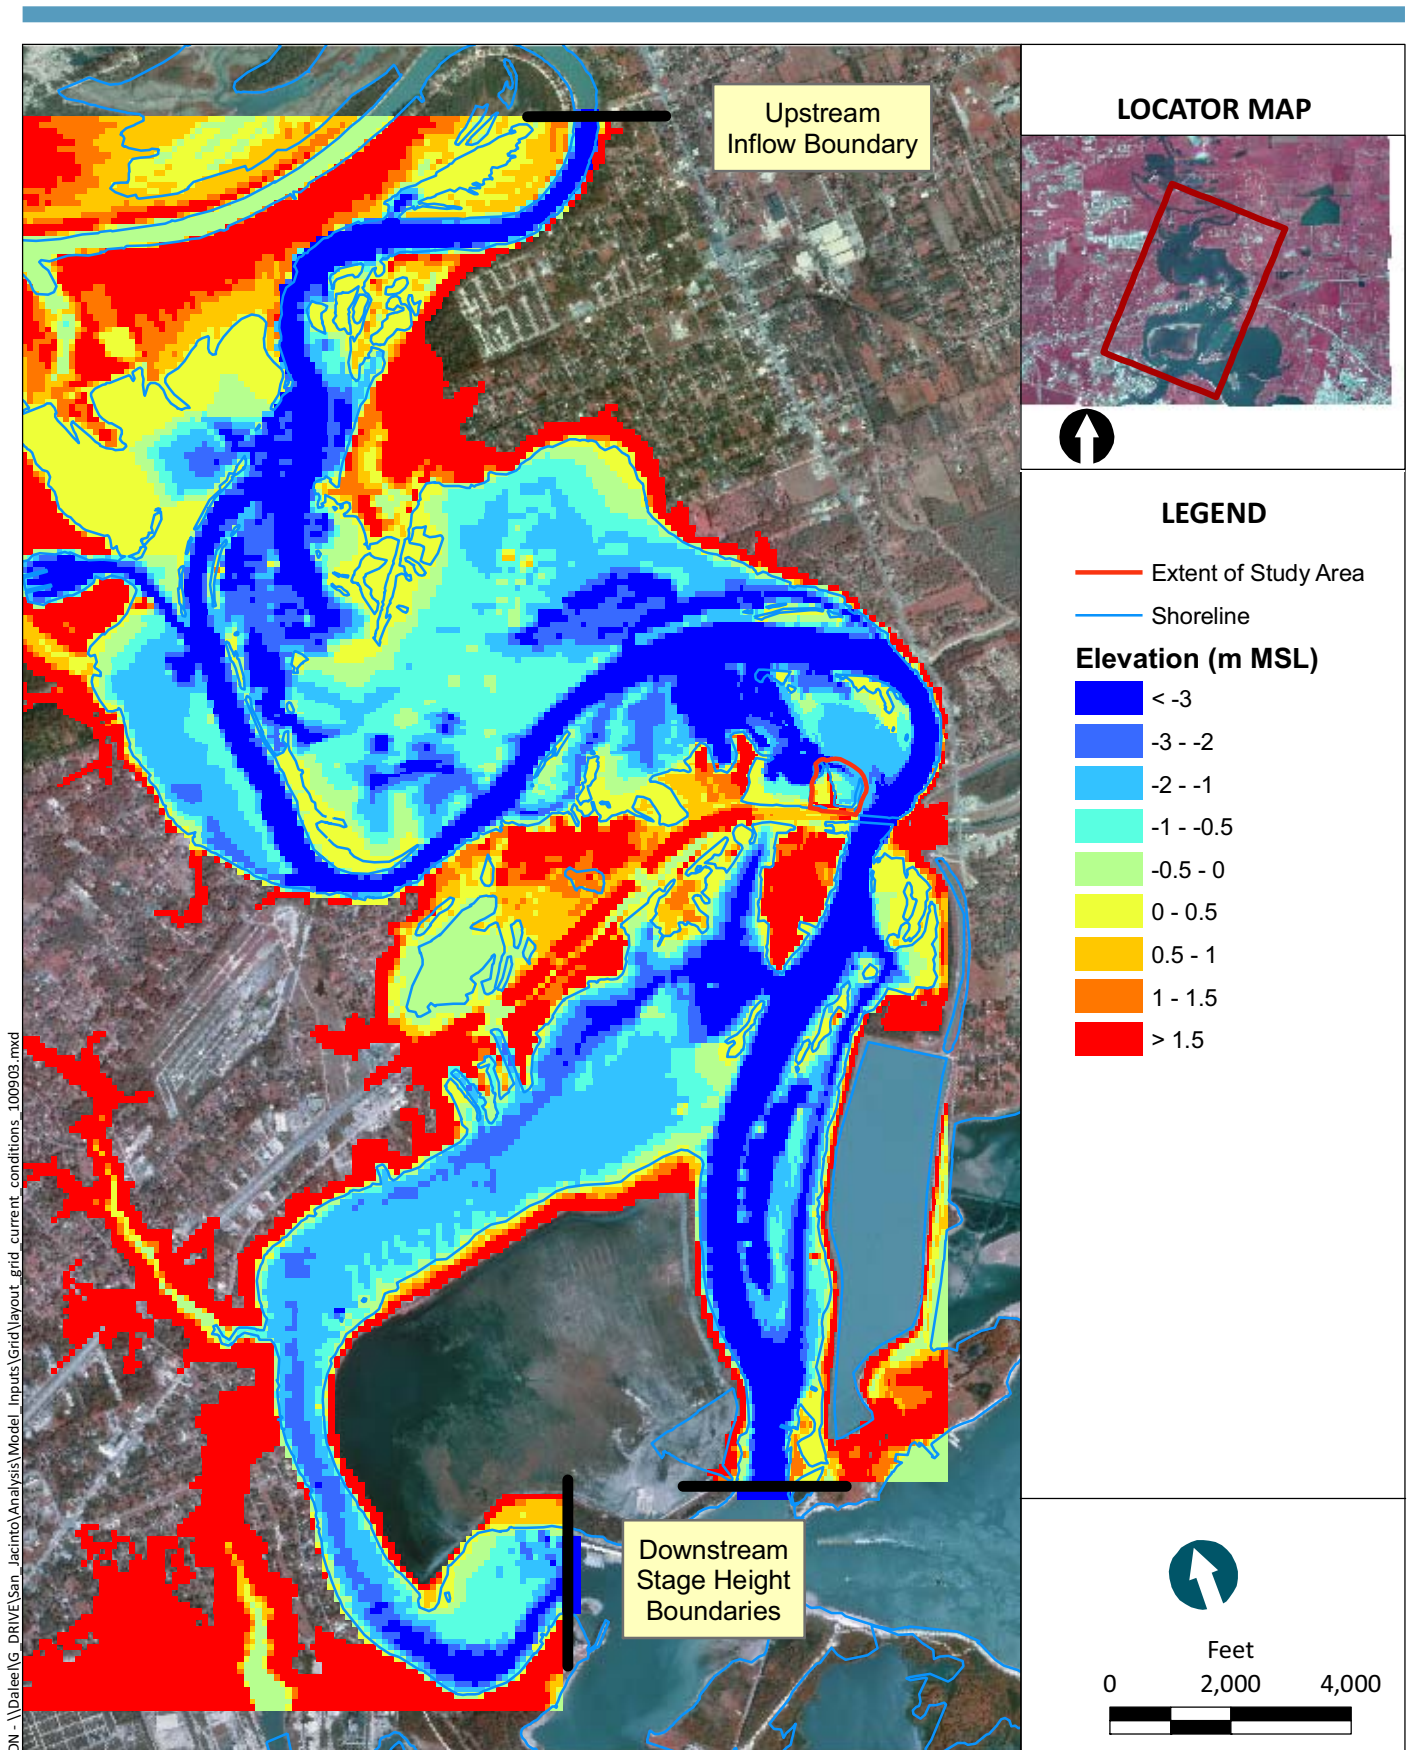 Upstream
Inflow Boundary
LOCATOR MAP
LEGEND
Extent of Study Area
Shoreline
Elevation (m MSL)
< -3
-3 - -2
-2 - -1
-1 - -0.5
-0.5 - 0
0 - 0.5
0.5 - 1
1 - 1.5
> 1.5
Downstream
Stage Height
Boundaries
Feet
0 2,000 4,000
ON - \\Daleel\G_DRIVE\San_Jacinto\Analysis\Model_Inputs\Grid\layout_grid_current_conditions_100903.mxd